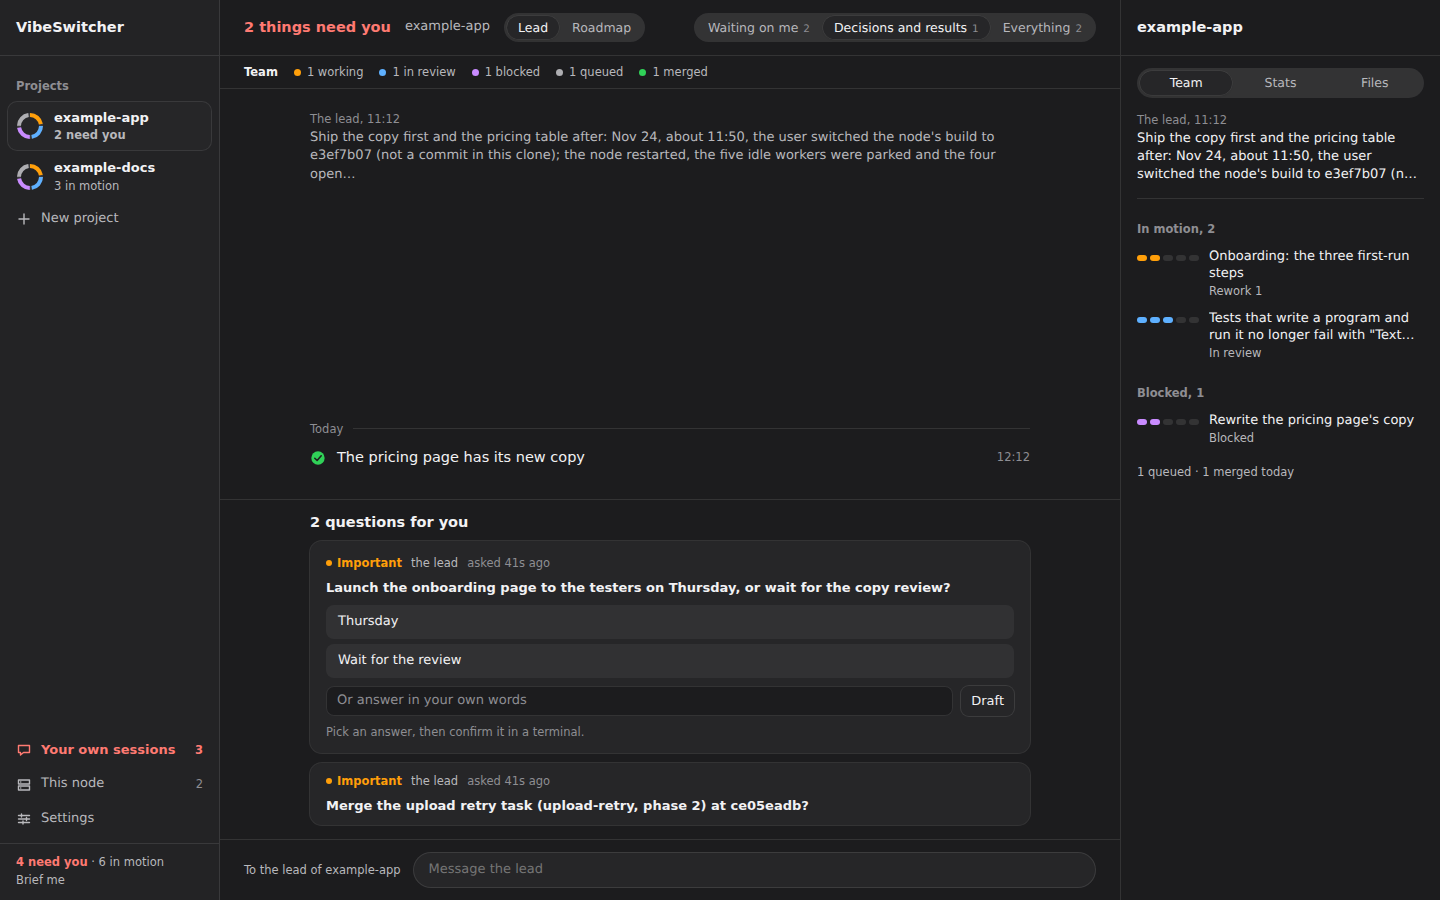 VibeSwitcher
Projects
example-app
2 need you
example-docs
3 in motion
New project
Your own sessions 3
This node 2
Settings
4 need you · 6 in motion
Brief me
2 things need you example-app Lead Roadmap Waiting on me 2 Decisions and results 1 Everything 2
Team 1 working 1 in review 1 blocked 1 queued 1 merged
The lead, 11:12
Ship the copy first and the pricing table after: Nov 24, about 11:50, the user switched the node's build to
e3ef7b07 (not a commit in this clone); the node restarted, the five idle workers were parked and the four
open…
Today
The pricing page has its new copy 12:12
2 questions for you
Important the lead asked 41s ago
Launch the onboarding page to the testers on Thursday, or wait for the copy review?
Thursday
Wait for the review
Or answer in your own words Draft
Pick an answer, then confirm it in a terminal.
Important the lead asked 41s ago
Merge the upload retry task (upload-retry, phase 2) at ce05eadb?
To the lead of example-app Message the lead
example-app
Team Stats Files
The lead, 11:12
Ship the copy first and the pricing table
after: Nov 24, about 11:50, the user
switched the node's build to e3ef7b07 (n…
In motion, 2
Onboarding: the three first-run
steps
Rework 1
Tests that write a program and
run it no longer fail with "Text…
In review
Blocked, 1
Rewrite the pricing page's copy
Blocked
1 queued · 1 merged today